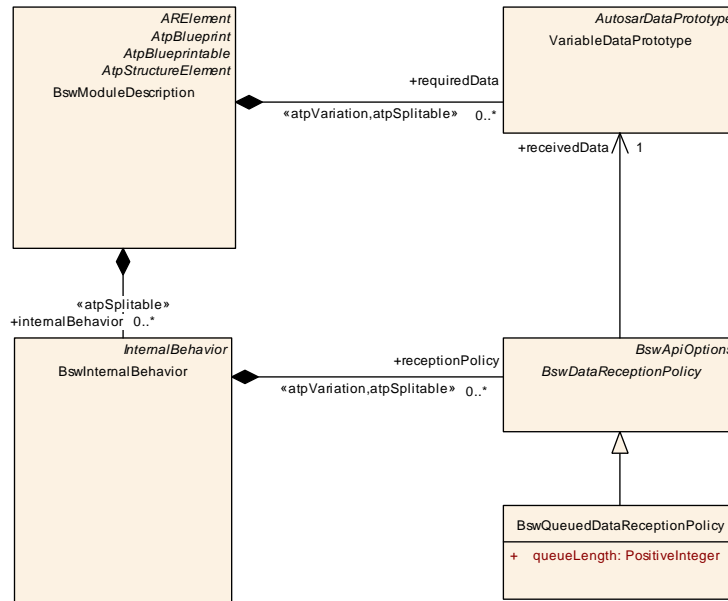 ARElement
AtpBlueprint
AtpBlueprintable
AtpStructureElement
BswModuleDescription
AutosarDataPrototype
VariableDataPrototype
+requiredData
«atpVariation,atpSplitable»
0..*
+receivedData
1
«atpSplitable»
+internalBehavior
0..*
InternalBehavior
BswInternalBehavior
+receptionPolicy
«atpVariation,atpSplitable»
0..*
BswApiOptions
BswDataReceptionPolicy
BswQueuedDataReceptionPolicy
+ queueLength: PositiveInteger